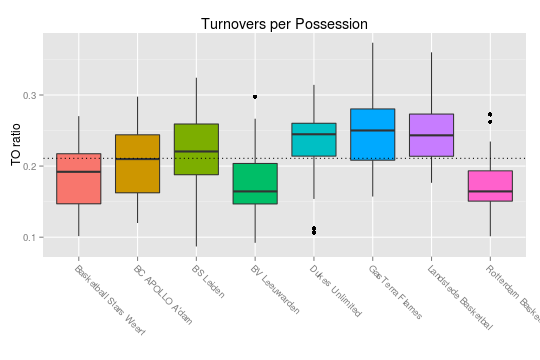 Turnovers per Possession
TO ratio
0.3
0.2
0.1
Basketball Stars Weert
BC APOLLO A'dam
BS Leiden
BV Leeuwarden
Dukes Unlimited
GasTerra Flames
Landstede Basketbal
Rotterdam Baske